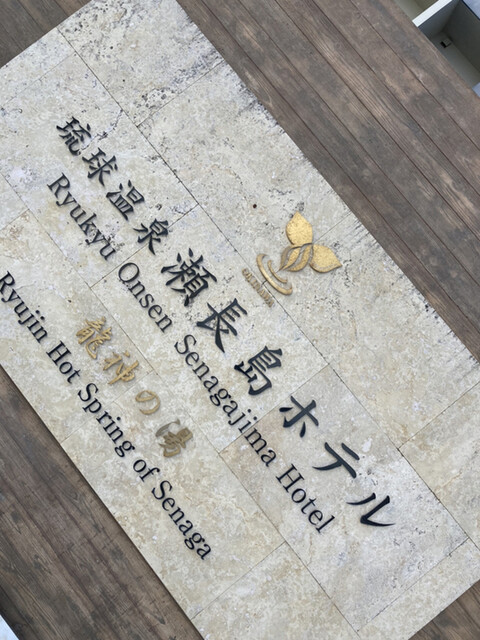 OKINAWA
琉球温泉 瀬長島ホテル
Ryukyu Onsen Senagajima Hotel
龍神の湯
Ryujin Hot Spring of Senaga